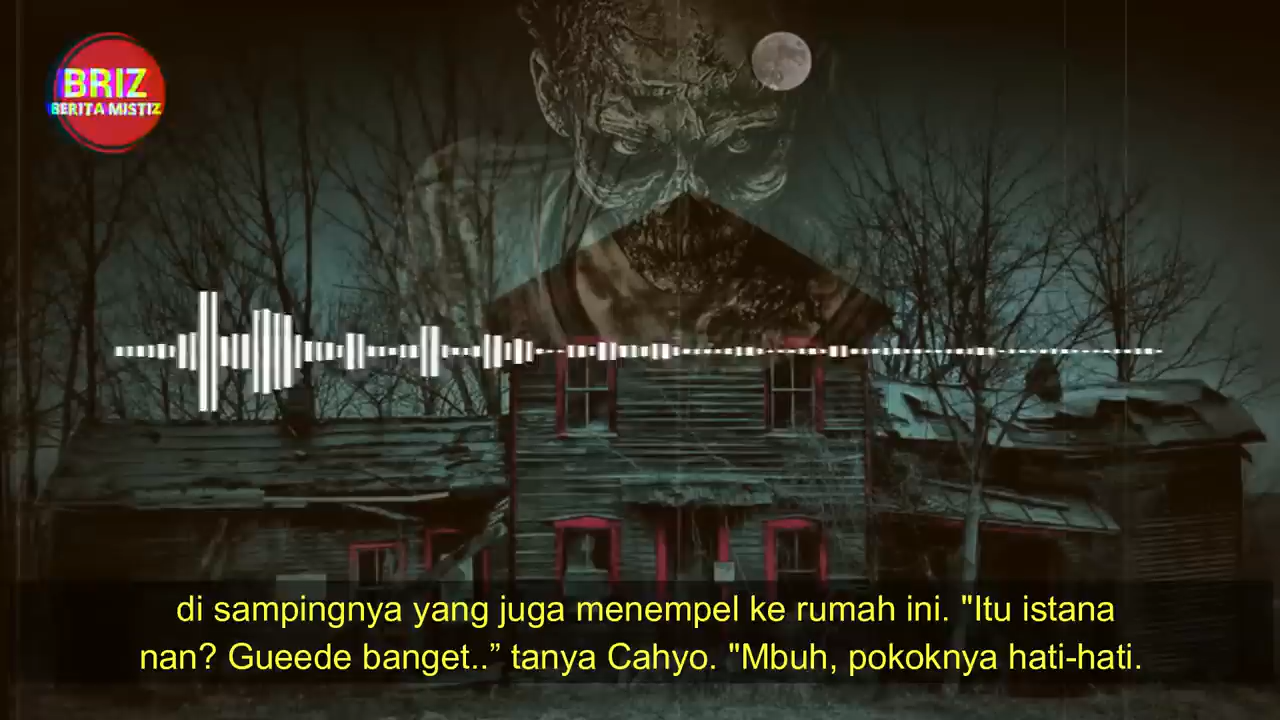 BRIZ
BERITA MISTIZ
di sampingnya yang juga menempel ke rumah ini. "Itu istana
nan? Gueede banget..” tanya Cahyo. "Mbuh, pokoknya hati-hati.